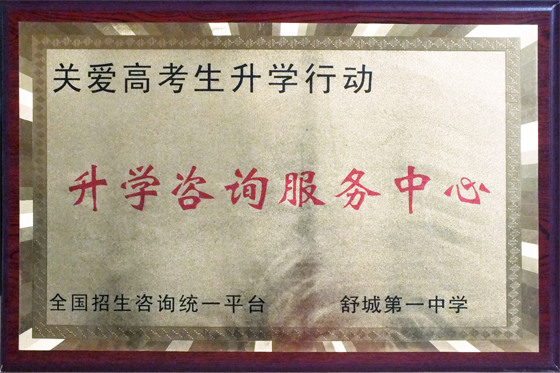 关爱高考生升学行动
升学咨询服务中心
全国招生咨询统一平台 舒城第一中学